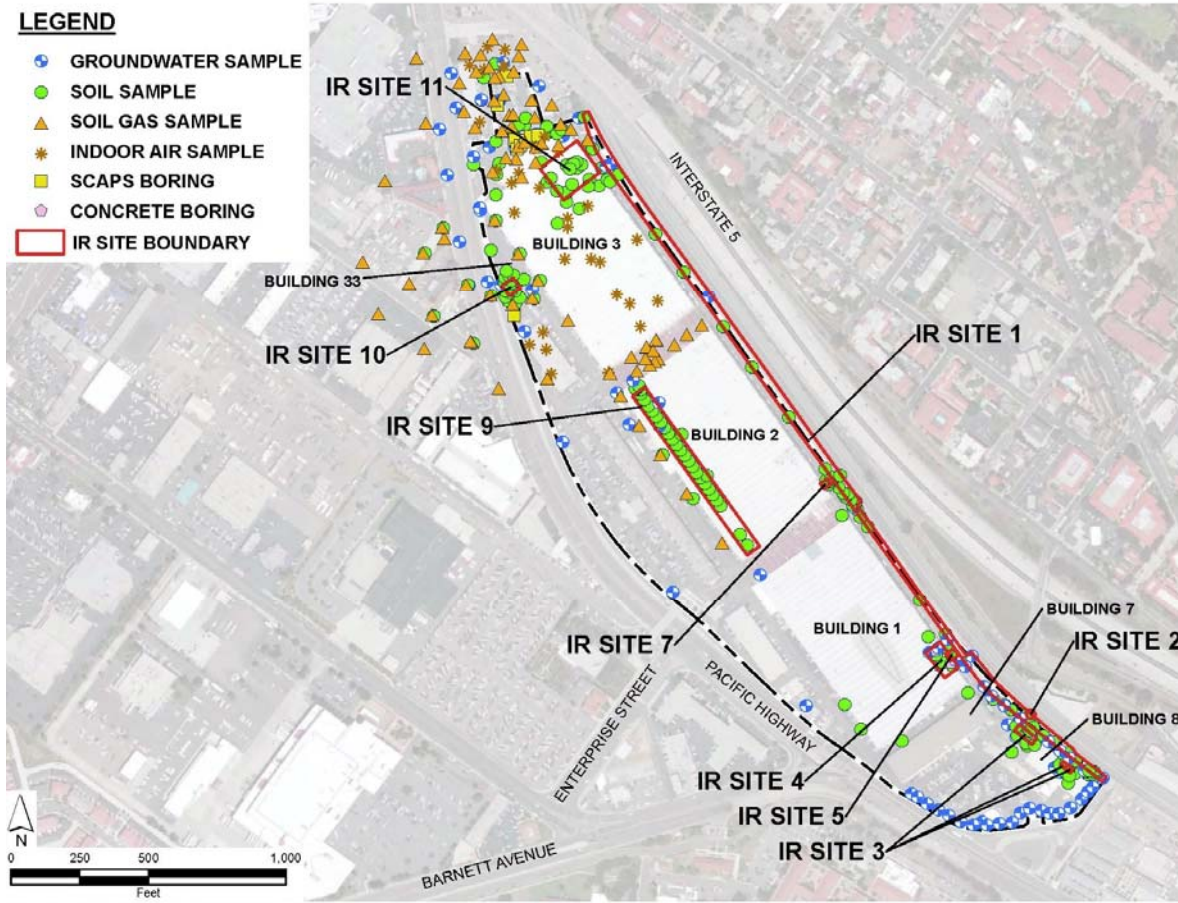 LEGEND
GROUNDWATER SAMPLE
SOIL SAMPLE
SOIL GAS SAMPLE
INDOOR AIR SAMPLE
SCAPS BORING
CONCRETE BORING
IR SITE BOUNDARY
IR SITE 11
INTERSTATE 5
BUILDING 3
BUILDING 33
IR SITE 10
IR SITE 1
IR SITE 9
BUILDING 2
BUILDING 7
BUILDING 1
IR SITE 7
IR SITE 2
PACIFIC HIGHWAY
BUILDING 8
ENTERPRISE STREET
IR SITE 4
IR SITE 5
IR SITE 3
N
0 250 500 1,000
Feet
BARNETT AVENUE